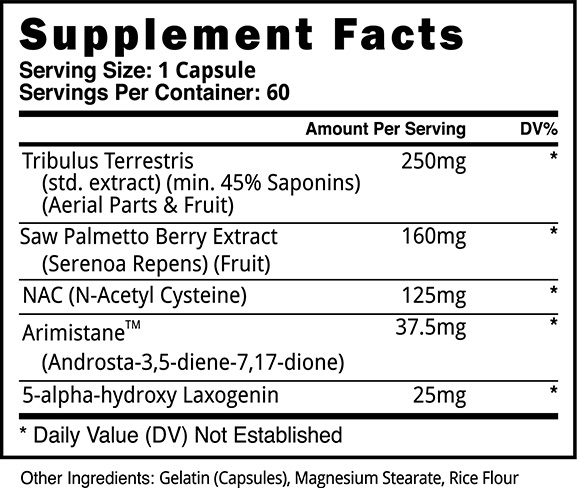 Supplement Facts
Serving Size: 1 Capsule
Servings Per Container: 60
Amount Per Serving DV%
Tribulus Terrestris 250mg *
(std. extract) (min. 45% Saponins)
(Aerial Parts & Fruit)
Saw Palmetto Berry Extract 160mg *
(Serenoa Repens) (Fruit)
NAC (N-Acetyl Cysteine) 125mg *
Arimistane™ 37.5mg *
(Androsta-3,5-diene-7,17-dione)
5-alpha-hydroxy Laxogenin 25mg *
* Daily Value (DV) Not Established
Other Ingredients: Gelatin (Capsules), Magnesium Stearate, Rice Flour